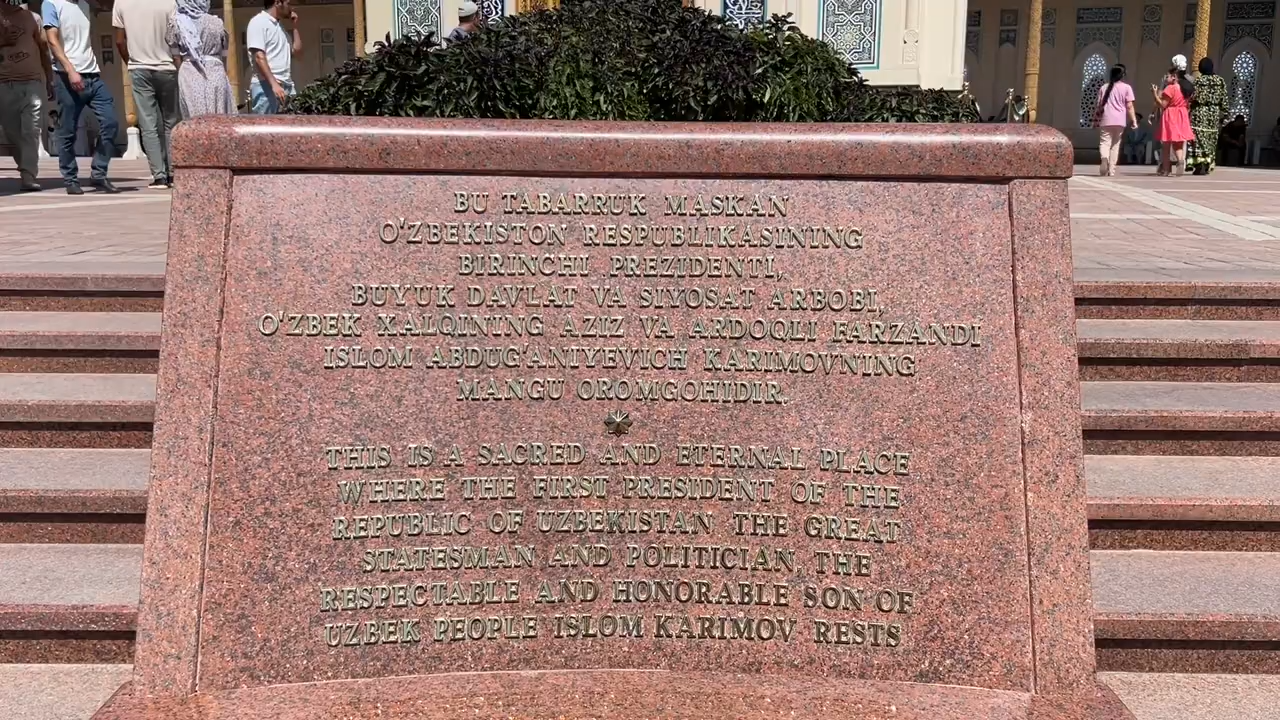 BU TABARRUK MASKAN
O'ZBEKISTON RESPUBLIKASINING
BIRINCHI PREZIDENTI,
BUYUK DAVLAT VA SIYOSAT ARBOBI,
O'ZBEK XALQINING AZIZ VA ARDOQLI FARZANDI
ISLOM ABDUG'ANIYEVICH KARIMOVNING
MANGU OROMGOHIDIR.
THIS IS A SACRED AND ETERNAL PLACE
WHERE THE FIRST PRESIDENT OF THE
REPUBLIC OF UZBEKISTAN THE GREAT
STATESMAN AND POLITICIAN, THE
RESPECTABLE AND HONORABLE SON OF
UZBEK PEOPLE ISLOM KARIMOV RESTS